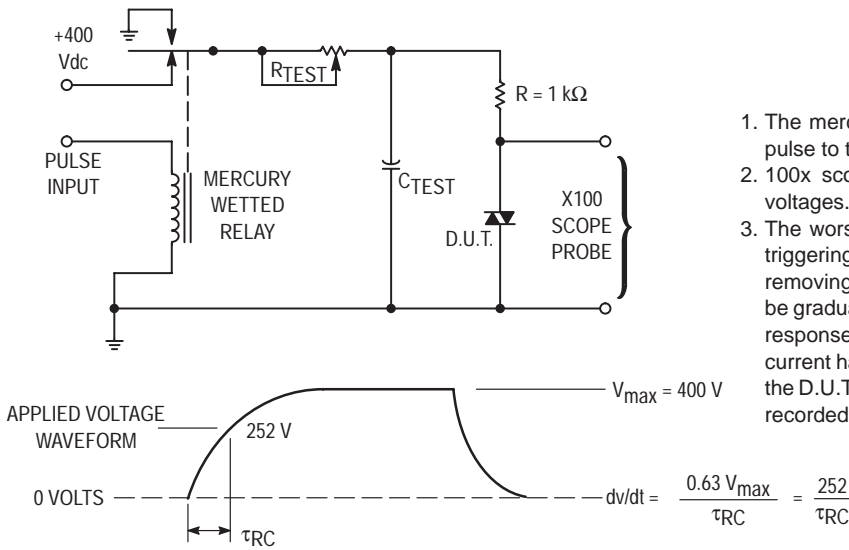 +400
Vdc
RTEST
R = 1 kΩ
PULSE
INPUT
MERCURY
WETTED
RELAY
CTEST
D.U.T.
X100
SCOPE
PROBE
1. The merc
pulse to t
2. 100x sco
voltages.
3. The wors
triggering
removing
be gradua
response
current ha
the D.U.T
recorded
APPLIED VOLTAGE
WAVEFORM
252 V
Vmax = 400 V
0 VOLTS
τRC
dv/dt = 0.63 Vmax / τRC = 252 / τRC